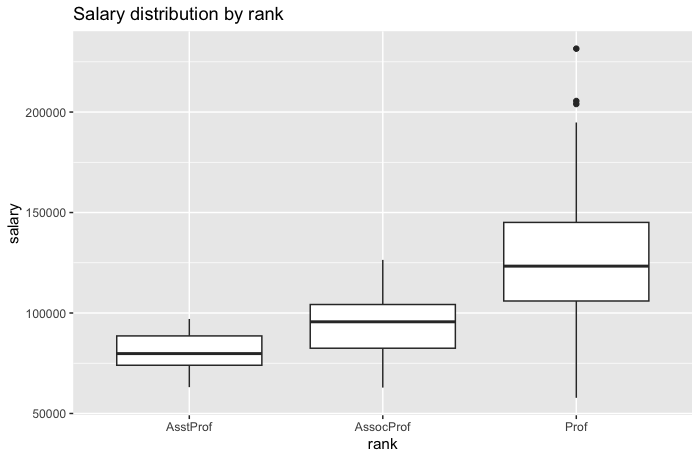 Salary distribution by rank
salary
200000
150000
100000
50000
AsstProf AssocProf Prof
rank